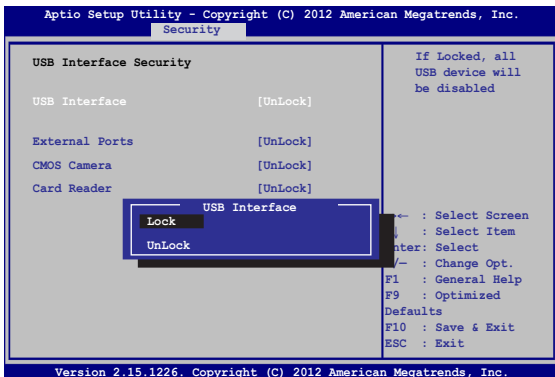 Aptio Setup Utility - Copyright (C) 2012 American Megatrends, Inc.
Security
USB Interface Security
USB Interface [UnLock]
External Ports [UnLock]
CMOS Camera [UnLock]
Card Reader [UnLock]
USB Interface
Lock
UnLock
If Locked, all
USB device will
be disabled
: Select Screen
: Select Item
: Select
: Change Opt.
F1 : General Help
F9 : Optimized
Defaults
F10 : Save & Exit
ESC : Exit
Version 2.15.1226. Copyright (C) 2012 American Megatrends, Inc.